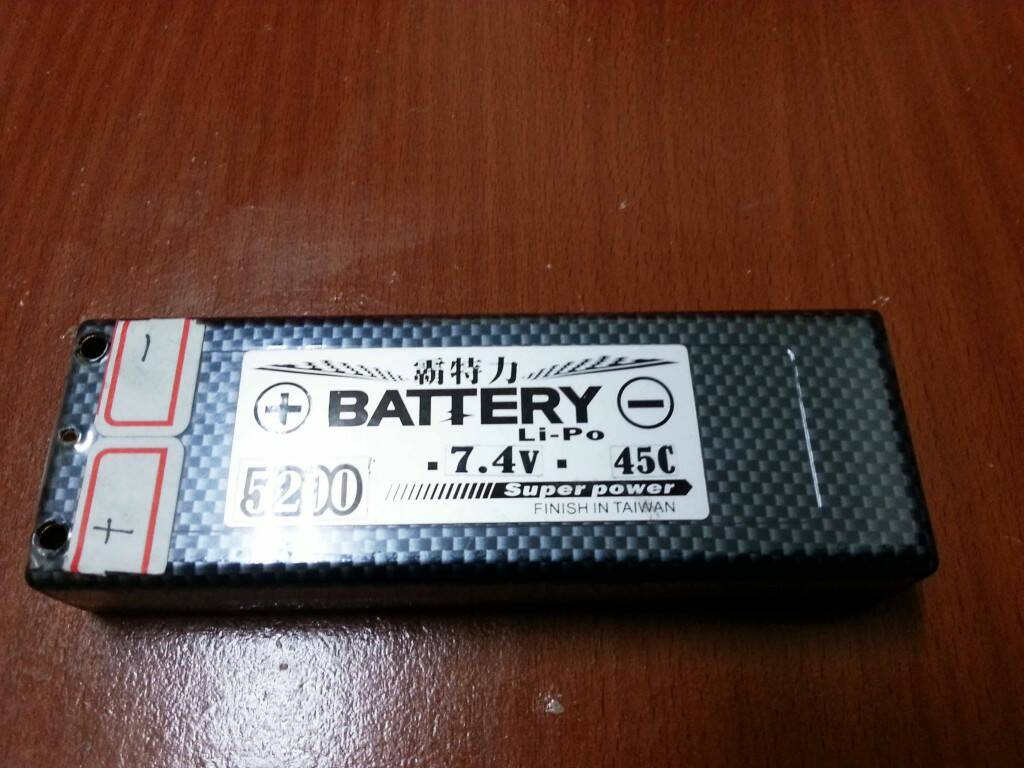 霸特力
+ BATTERY -
Li-Po
7.4V 45C
5200
Super power
FINISH IN TAIWAN
-
+